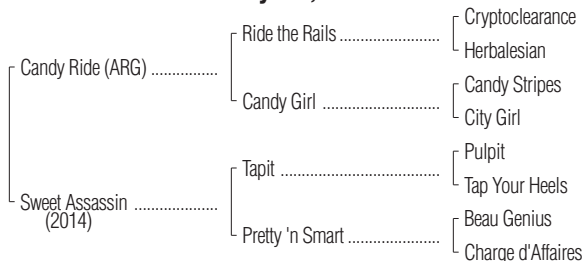 Cryptoclearance
Ride the Rails
Herbalesian
Candy Ride (ARG)
Candy Stripes
Candy Girl
City Girl
Pulpit
Tapit
Tap Your Heels
Sweet Assassin
(2014)
Beau Genius
Pretty 'n Smart
Charge d'Affaires